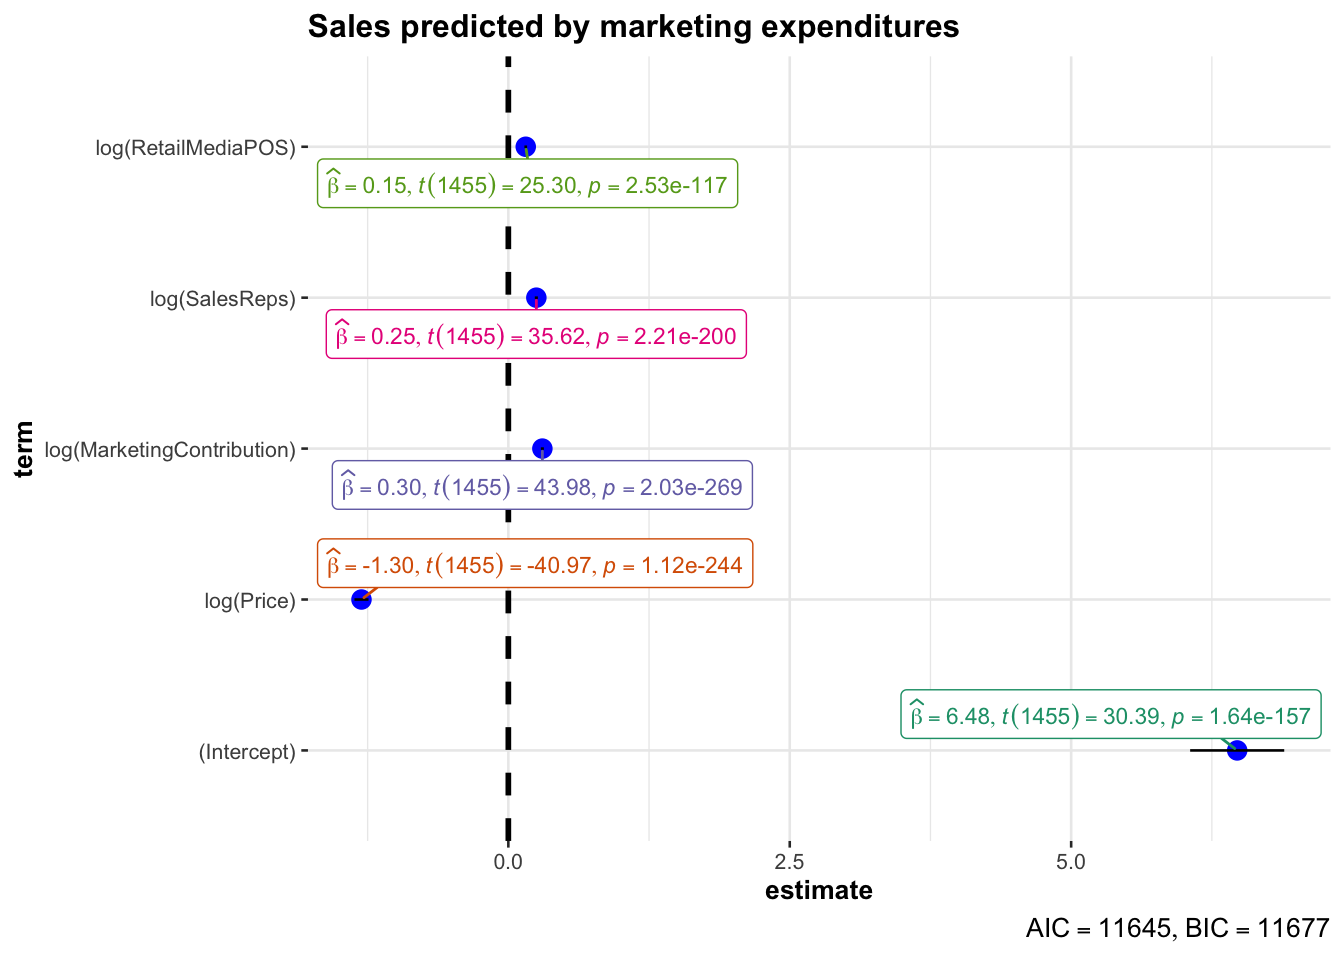 Sales predicted by marketing expenditures
log(RetailMediaPOS)
β̂ = 0.15, t(1455) = 25.30, p = 2.53e-117
log(SalesReps)
β̂ = 0.25, t(1455) = 35.62, p = 2.21e-200
term
log(MarketingContribution)
β̂ = 0.30, t(1455) = 43.98, p = 2.03e-269
β̂ = -1.30, t(1455) = -40.97, p = 1.12e-244
log(Price)
β̂ = 6.48, t(1455) = 30.39, p = 1.64e-157
(Intercept)
0.0 2.5 5.0
estimate
AIC = 11645, BIC = 11677